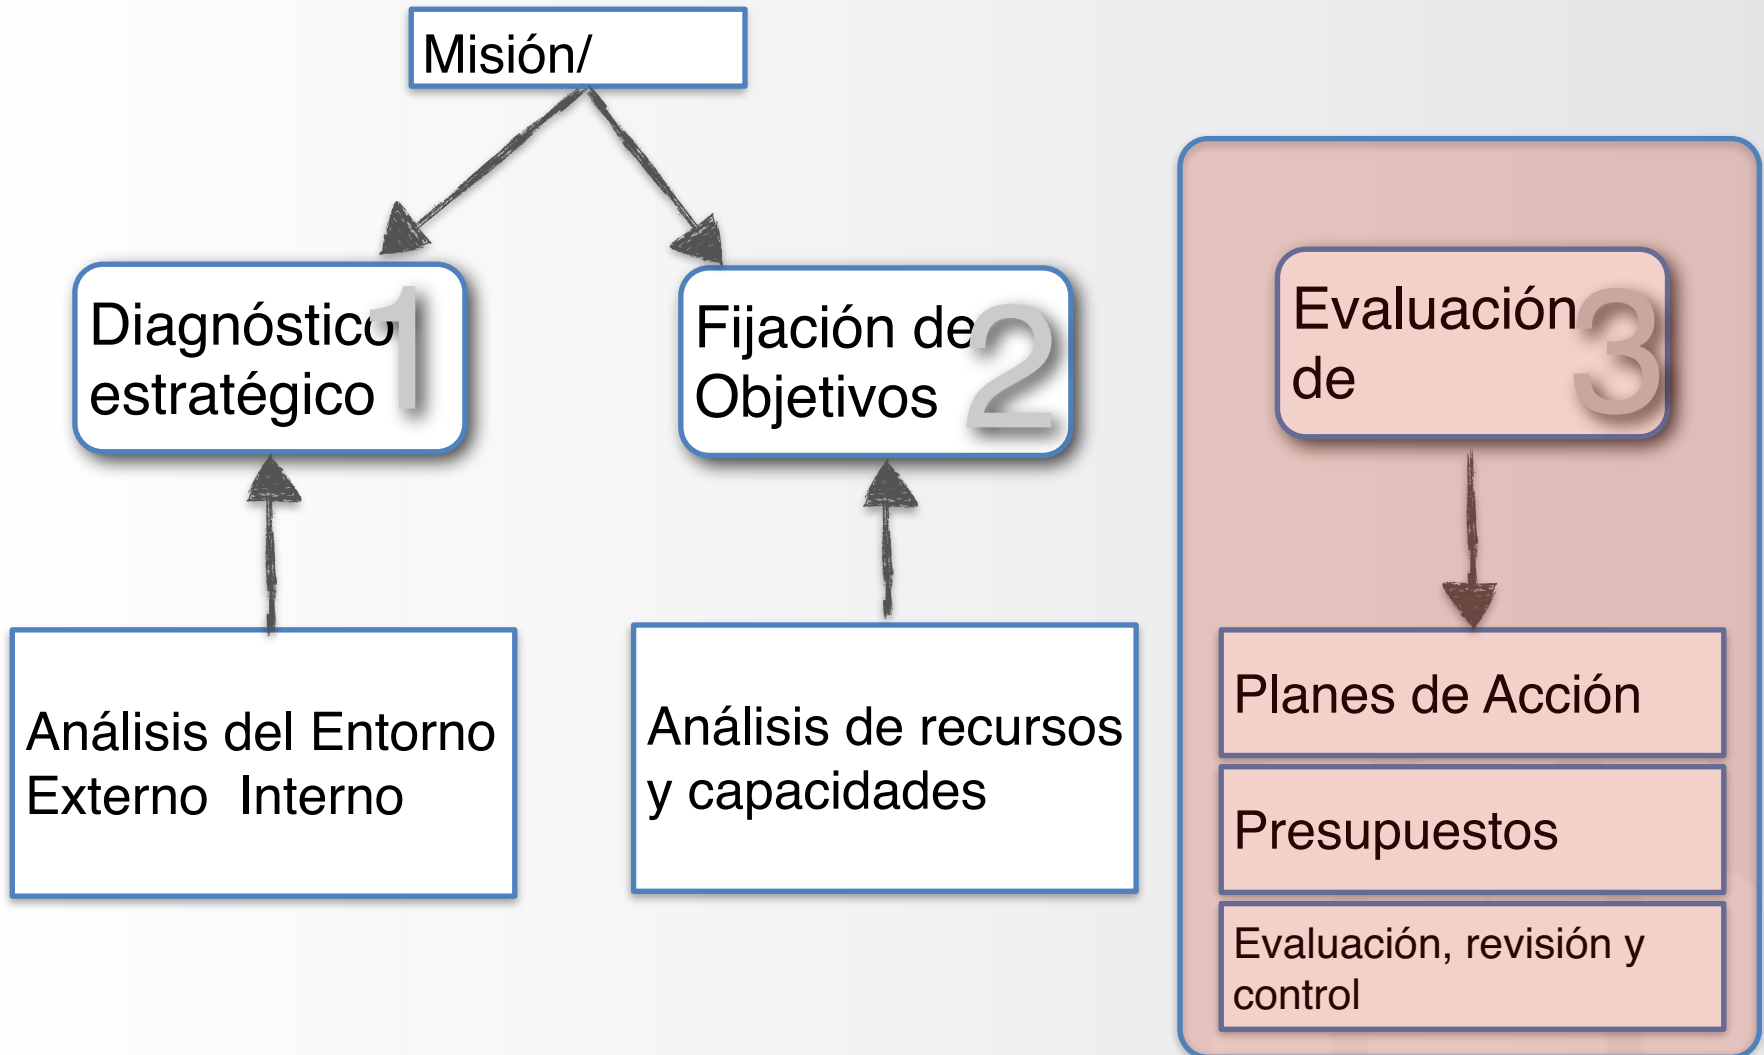 Misión/
Diagnóstico
estratégico
1
Fijación de
Objetivos
2
Evaluación
de
3
Análisis del Entorno
Externo  Interno
Análisis de recursos
y capacidades
Planes de Acción
Presupuestos
Evaluación, revisión y
control